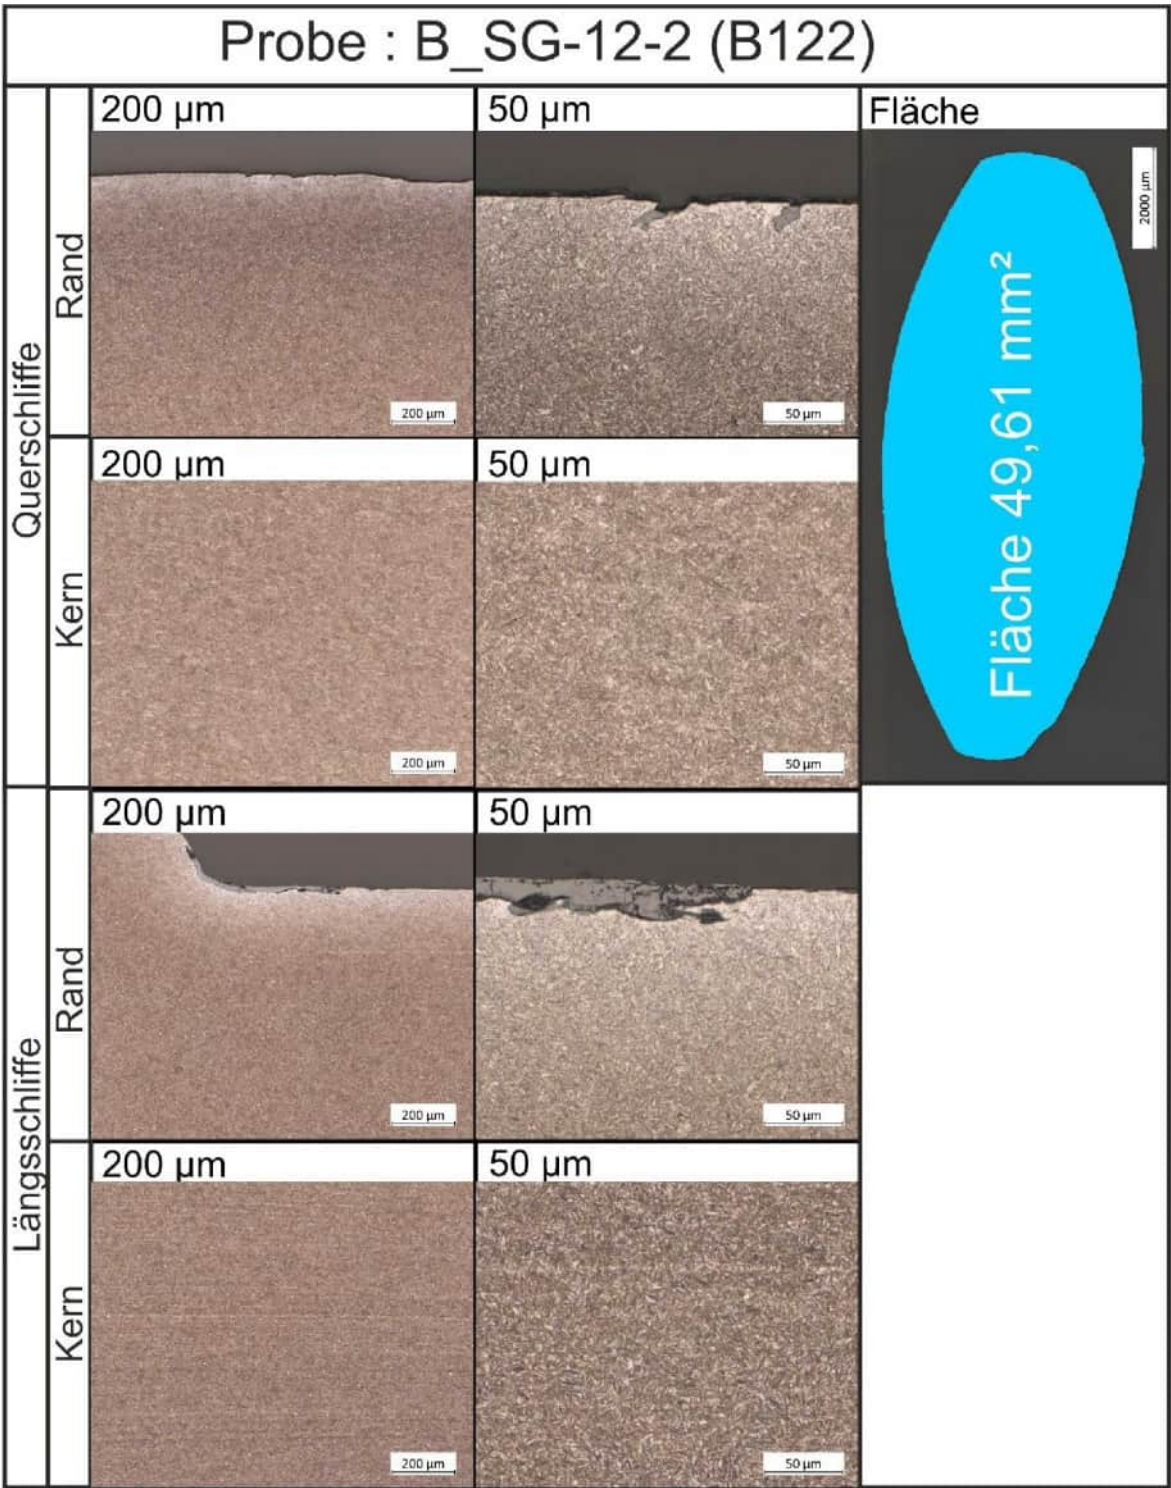 Probe : B_SG-12-2 (B122)
Querschliffe
Rand
200 µm
200 µm
50 µm
50 µm
Fläche
2000 µm
Fläche 49,61 mm²
Kern
200 µm
200 µm
50 µm
50 µm
Längsschliffe
Rand
200 µm
200 µm
50 µm
50 µm
Kern
200 µm
200 µm
50 µm
50 µm